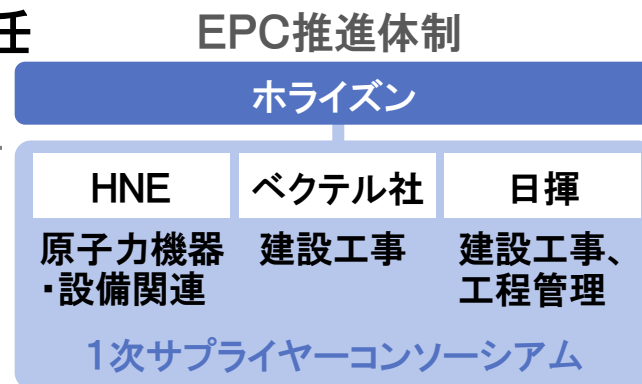 任
EPC推進体制
ホライズン
HNE ベクテル社 日揮
原子力機器 建設工事 建設工事、
・設備関連 工程管理
1次サプライヤーコンソーシアム